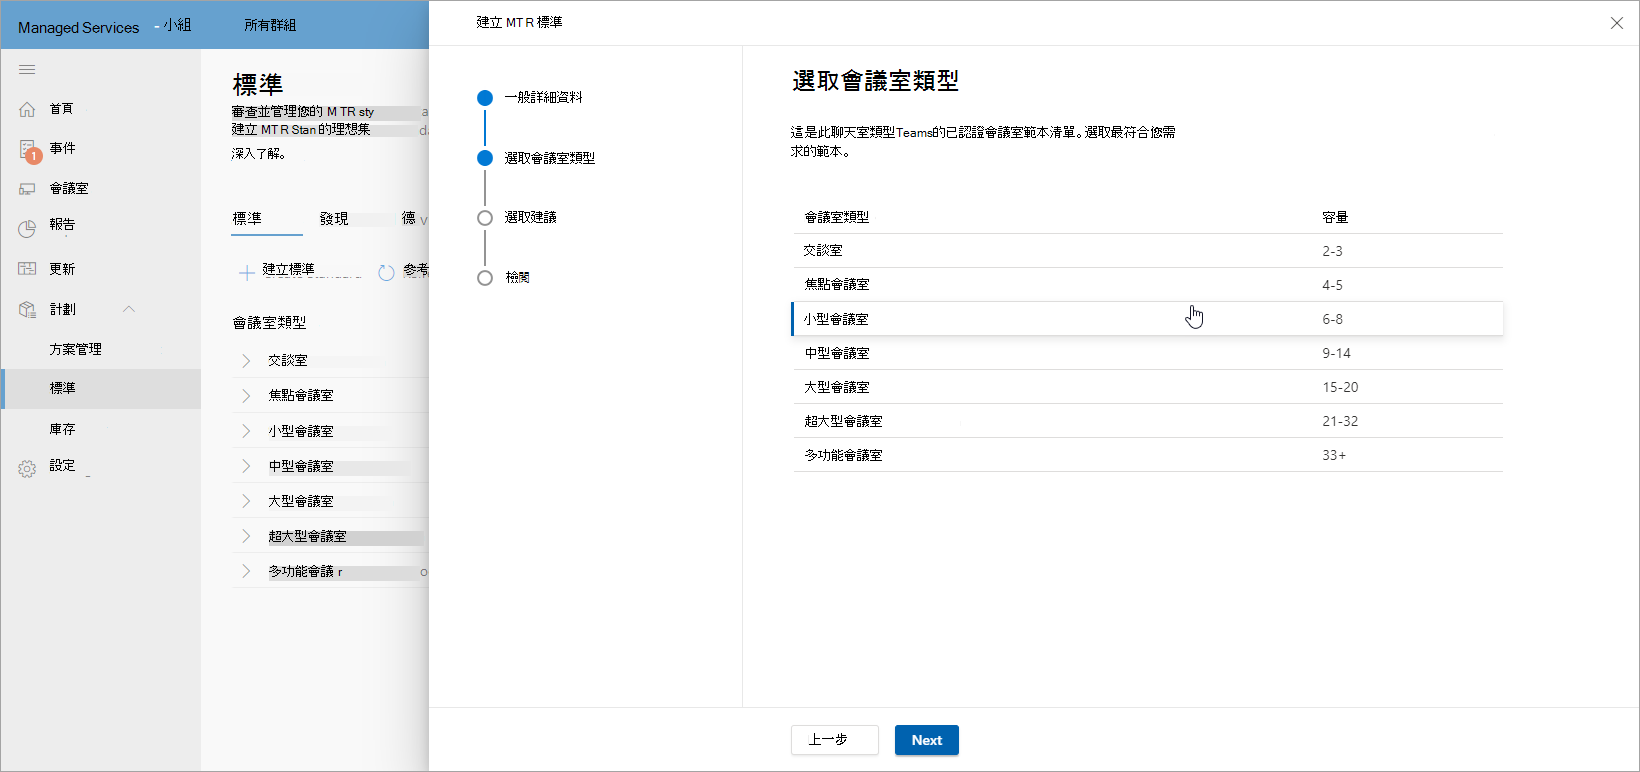 Managed Services - 小組 所有群組
首頁
事件
1
會議室
報告
更新
計劃
方案管理
標準
庫存
設定
標準
審查並管理您的 M TR sty a
建立 MTR Stan 的理想集 da
深入了解。
標準 發現 德 v
建立標準 參考
會議室類型
交談室
焦點會議室
小型會議室
中型會議室
大型會議室
超大型會議室
多功能會議 r o
建立 MTR 標準
一般詳細資料
選取會議室類型
選取建議
檢閱
選取會議室類型
這是此聊天室類型Teams的已認證會議室範本清單。選取最符合您需
求的範本。
會議室類型 容量
交談室 2-3
焦點會議室 4-5
小型會議室 6-8
中型會議室 9-14
大型會議室 15-20
超大型會議室 21-32
多功能會議室 33+
上一步 Next